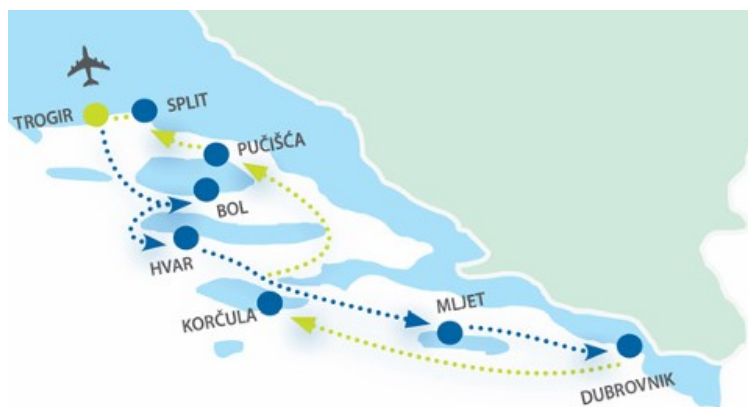 SPLIT
TROGIR
PUČIŠĆA
BOL
HVAR
KORČULA
MLJET
DUBROVNIK